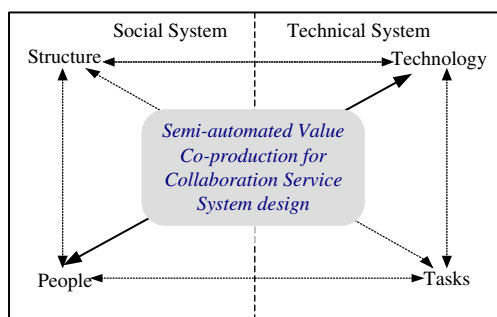 Social System
Technical System
Structure
Technology
Semi-automated Value
Co-production for
Collaboration Service
System design
People
Tasks